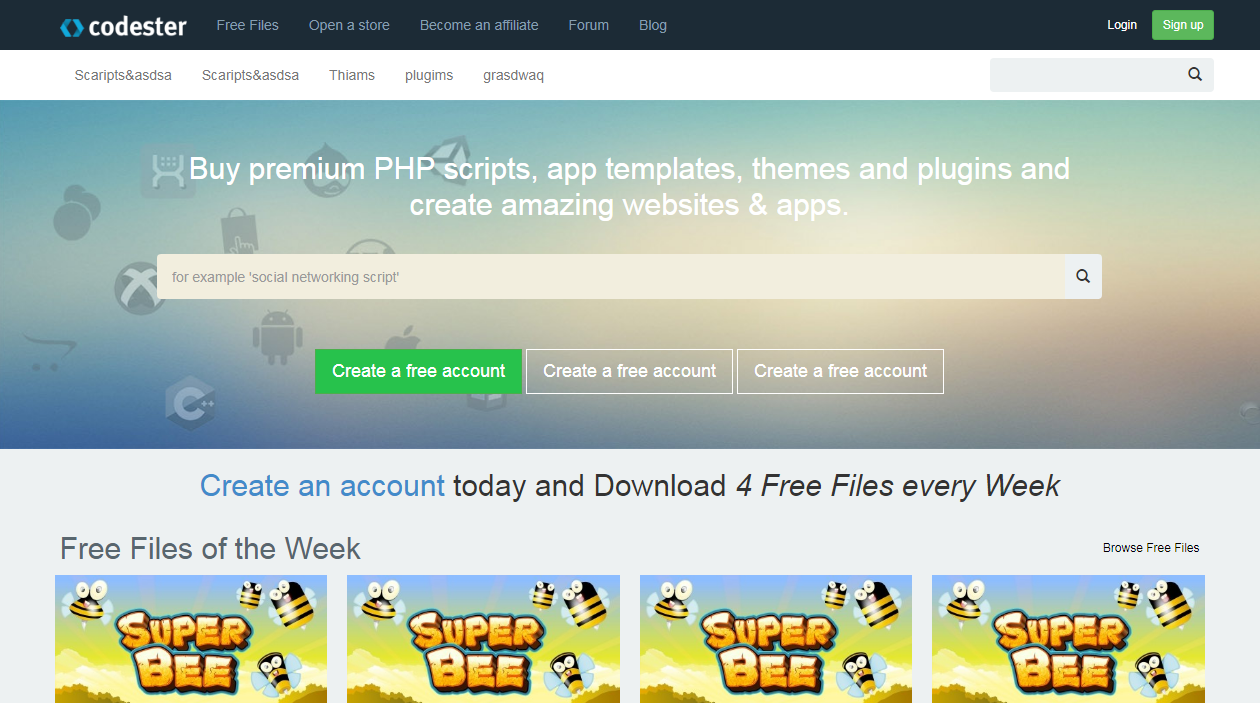 codester Free Files Open a store Become an affiliate Forum Blog Login Sign up
Scaripts&asdsa Scaripts&asdsa Thiams plugims grasdwaq
Buy premium PHP scripts, app templates, themes and plugins and
create amazing websites & apps.
for example 'social networking script'
C++
Create a free account Create a free account Create a free account
Create an account today and Download 4 Free Files every Week
Free Files of the Week Browse Free Files
SUPER BEE SUPER BEE SUPER BEE SUPER BEE